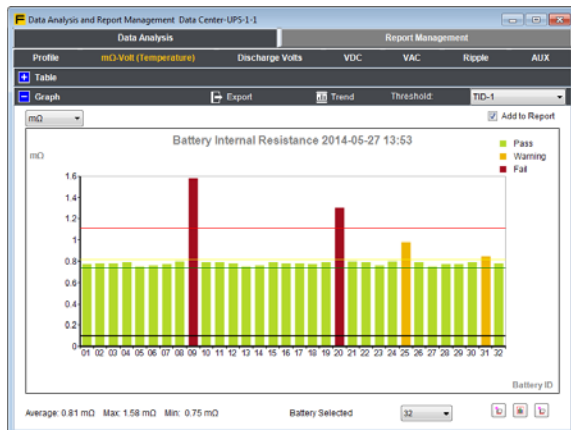 Data Analysis and Report Management Data Center-UPS-1-1
Data Analysis
Report Management
Profile mΩ-Volt (Temperature) Discharge Volts VDC VAC Ripple AUX
Table
Graph Export Trend Threshold: TID-1
mΩ Add to Report
Battery Internal Resistance 2014-05-27 13:53
mΩ
Pass
Warning
Fail
1.6
1.4
1.2
1
0.8
0.6
0.4
0.2
0
01 02 03 04 05 06 07 08 09 10 11 12 13 14 15 16 17 18 19 20 21 22 23 24 25 26 27 28 29 30 31 32
Battery ID
Average: 0.81 mΩ Max: 1.58 mΩ Min: 0.75 mΩ Battery Selected 32